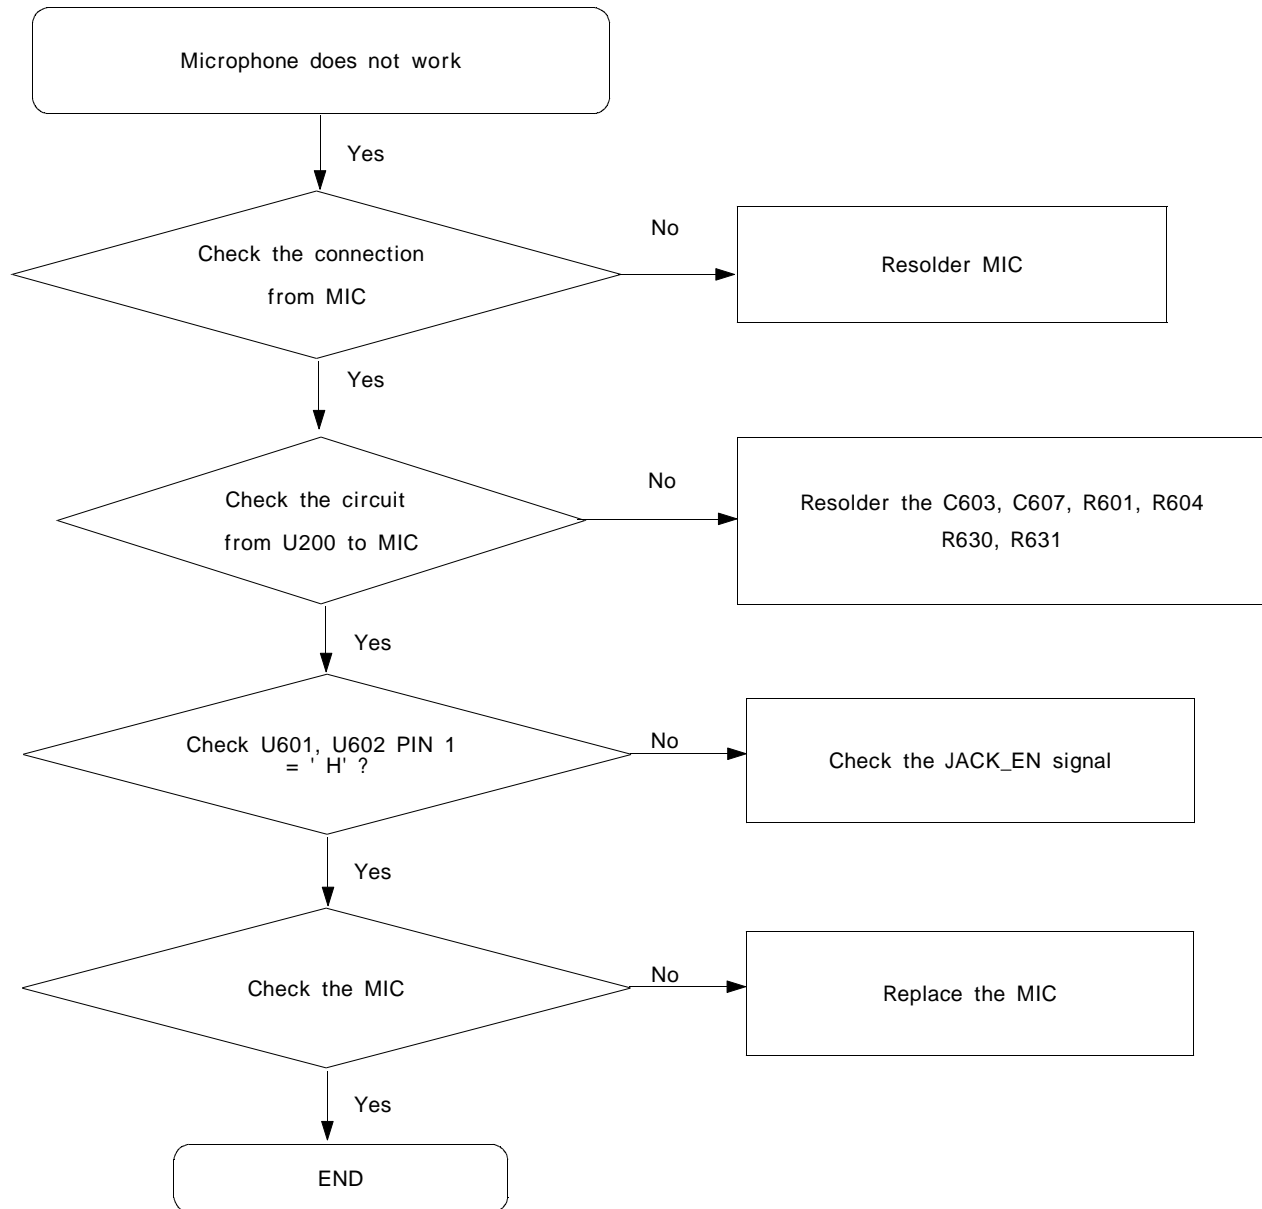 Microphone does not work
Yes
Check the connection
from MIC
No
Resolder MIC
Yes
Check the circuit
from U200 to MIC
No
Resolder the C603, C607, R601, R604
R630, R631
Yes
Check U601, U602 PIN 1
= ' H' ?
No
Check the JACK_EN signal
Yes
Check the MIC
No
Replace the MIC
Yes
END